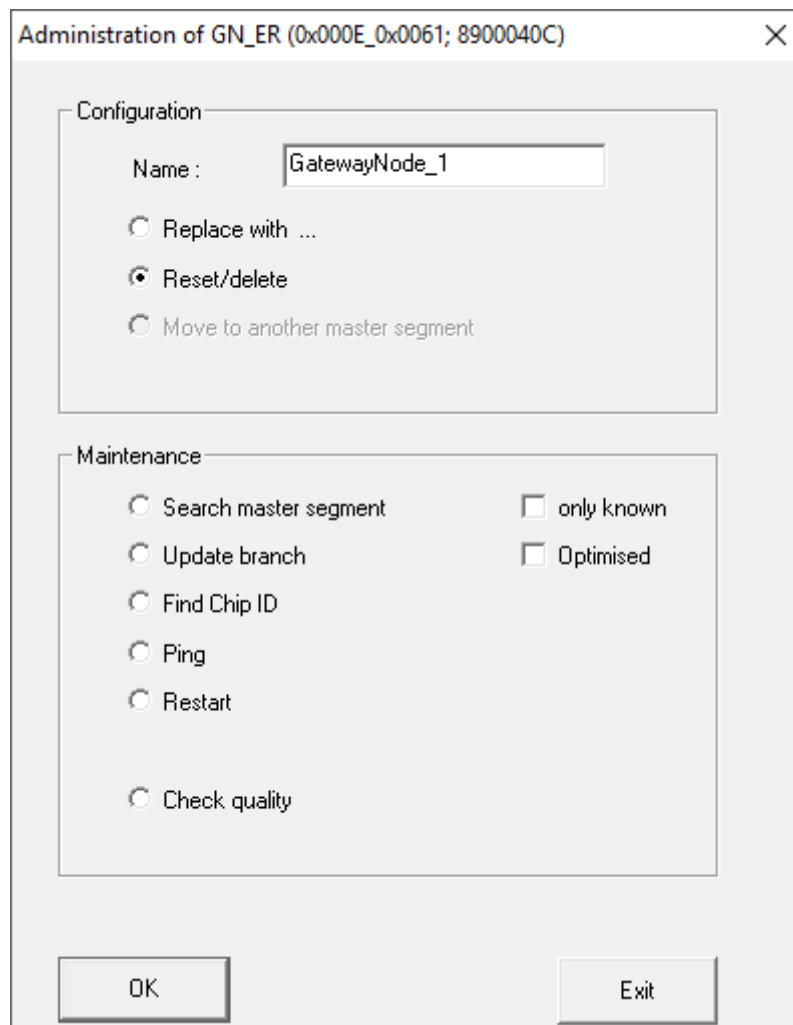 Administration of GN_ER (0x000E_0x0061; 8900040C)
Configuration
Name : GatewayNode_1
Replace with ...
Reset/delete
Move to another master segment
Maintenance
Search master segment only known
Update branch Optimised
Find Chip ID
Ping
Restart
Check quality
OK Exit